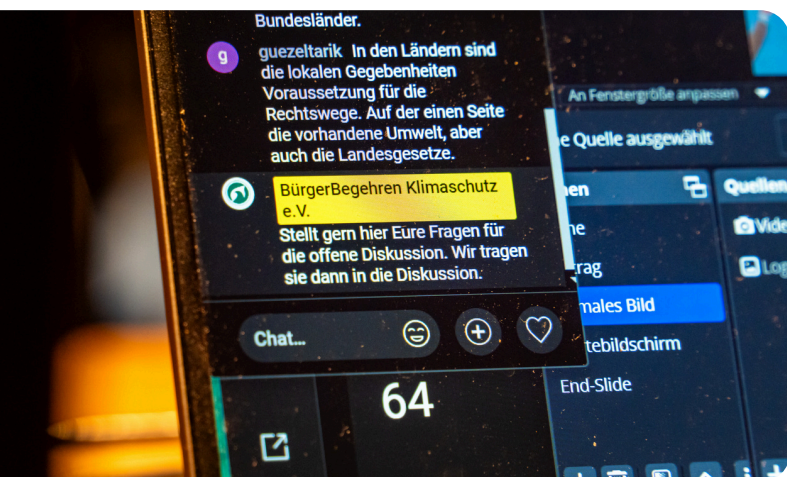 Bundesländer.
g
guezeltarik In den Ländern sind
die lokalen Gegebenheiten
Voraussetzung für die
Rechtswege. Auf der einen Seite
die vorhandene Umwelt, aber
auch die Landesgesetze.
BürgerBegehren Klimaschutz
e.V.
Stellt gern hier Eure Fragen für
die offene Diskussion. Wir tragen
sie dann in die Diskussion.
Chat...
64
An Fenstergröße anpassen
e Quelle ausgewählt
en
Quellen
ne
Vide
rag
Log
males Bild
tebildschirm
End-Slide